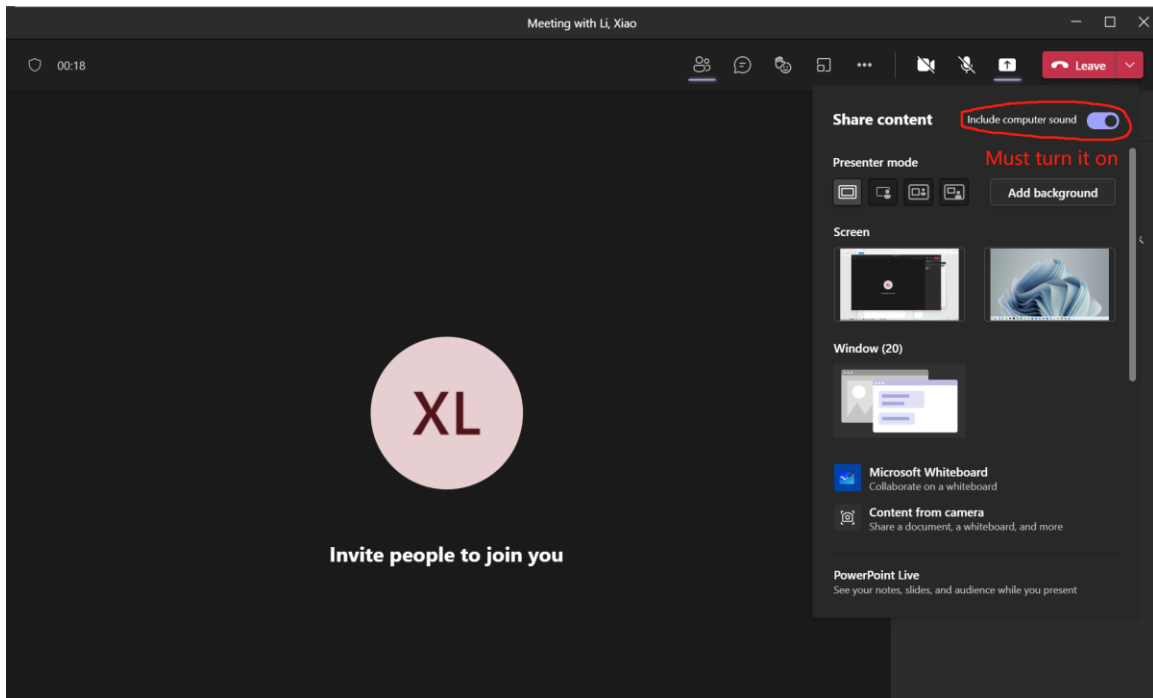 Meeting with Li, Xiao
00:18
Leave
Share content
Include computer sound
Must turn it on
Presenter mode
Add background
Screen
Window (20)
XL
Microsoft Whiteboard
Collaborate on a whiteboard
Content from camera
Share a document, a whiteboard, and more
Invite people to join you
PowerPoint Live
See your notes, slides, and audience while you present